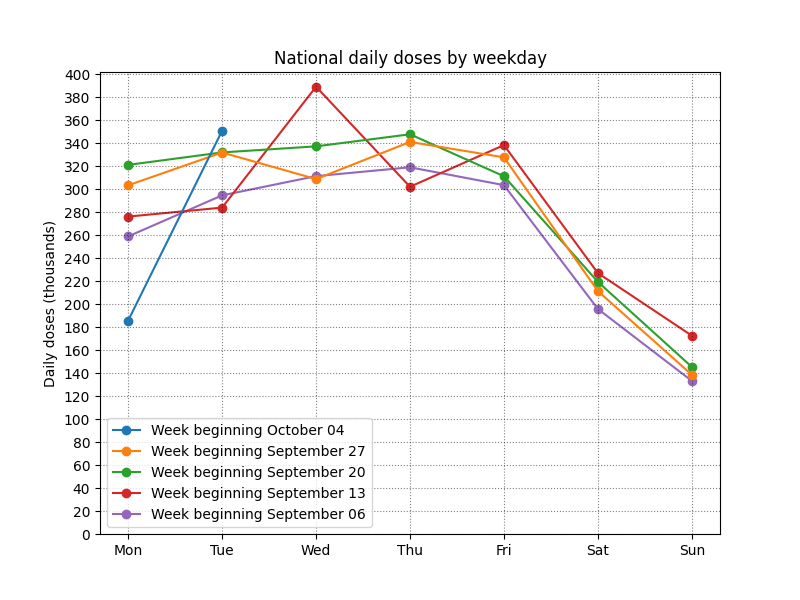 National daily doses by weekday
Daily doses (thousands)
400
380
360
340
320
300
280
260
240
220
200
180
160
140
120
100
80
60
40
20
0
Week beginning October 04
Week beginning September 27
Week beginning September 20
Week beginning September 13
Week beginning September 06
Mon Tue Wed Thu Fri Sat Sun